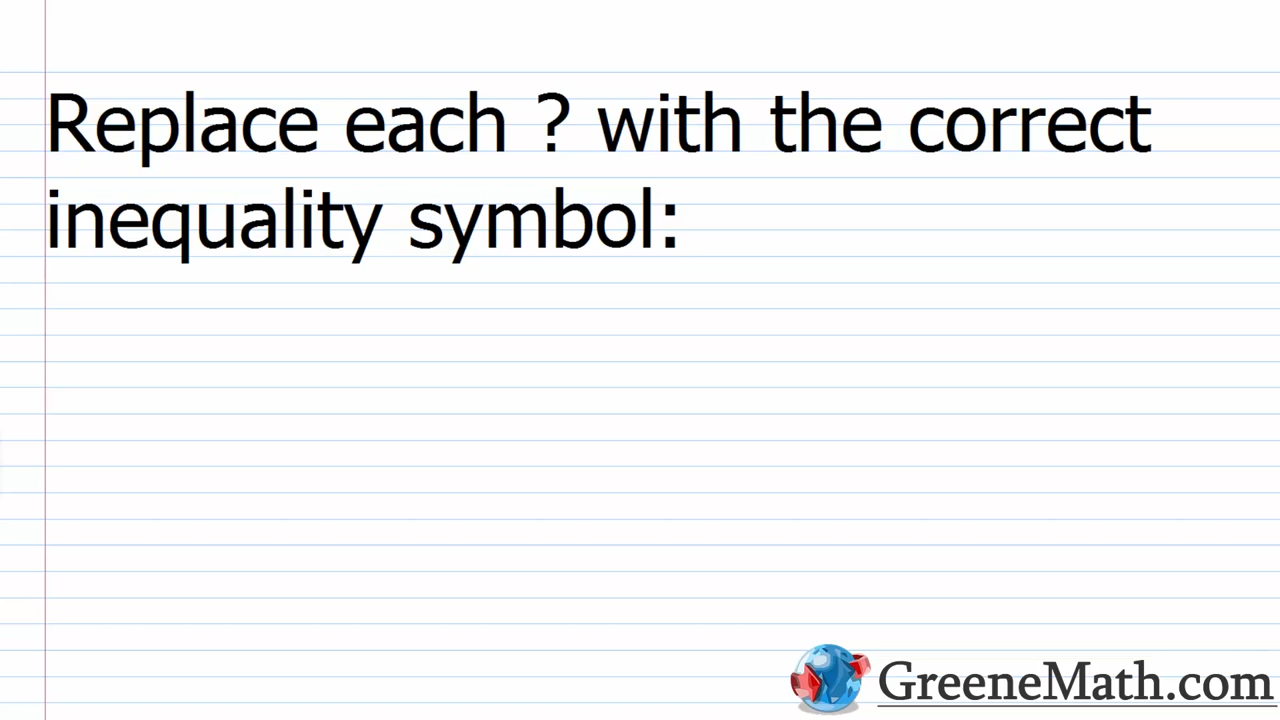 Replace each ? with the correct
inequality symbol:
GreeneMath.com